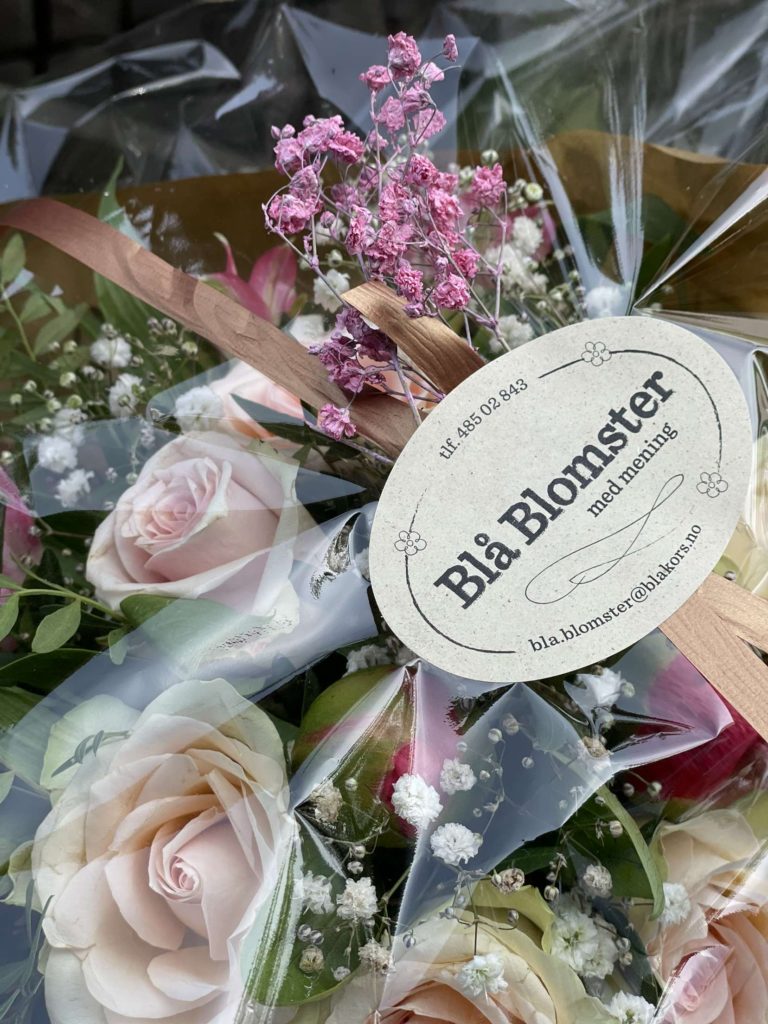 tlf. 485 02 843
Blå Blomster
med mening
bla.blomster@blakors.no